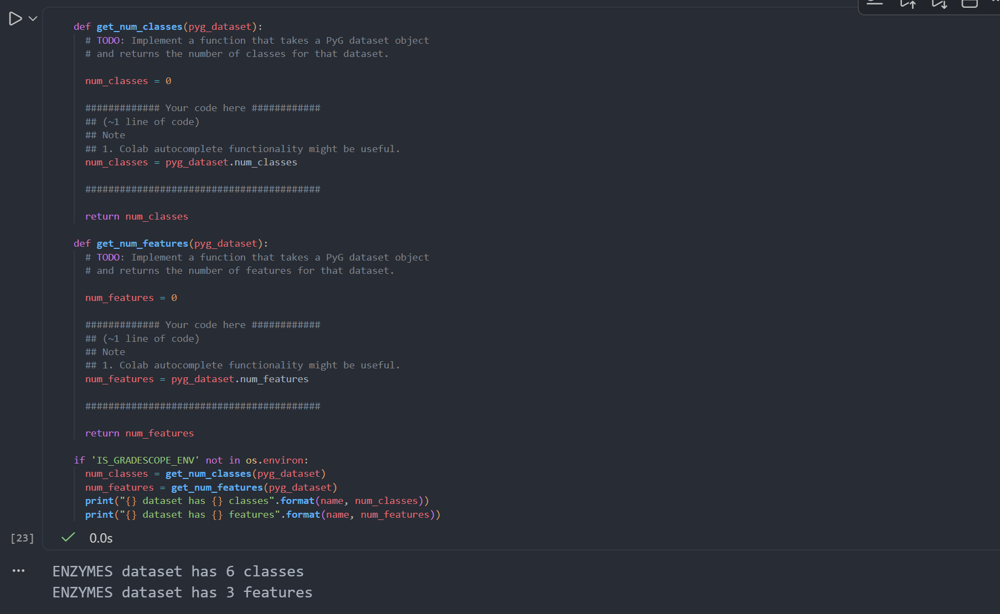 def get_num_classes(pyg_dataset):
  # TODO: Implement a function that takes a PyG dataset object
  # and returns the number of classes for that dataset.

  num_classes = 0

  ############# Your code here ############
  ## (~1 line of code)
  ## Note
  ## 1. Colab autocomplete functionality might be useful.
  num_classes = pyg_dataset.num_classes

  #########################################

  return num_classes

def get_num_features(pyg_dataset):
  # TODO: Implement a function that takes a PyG dataset object
  # and returns the number of features for that dataset.

  num_features = 0

  ############# Your code here ############
  ## (~1 line of code)
  ## Note
  ## 1. Colab autocomplete functionality might be useful.
  num_features = pyg_dataset.num_features

  #########################################

  return num_features

if 'IS_GRADESCOPE_ENV' not in os.environ:
  num_classes = get_num_classes(pyg_dataset)
  num_features = get_num_features(pyg_dataset)
  print("{} dataset has {} classes".format(name, num_classes))
  print("{} dataset has {} features".format(name, num_features))
[23] 0.0s
ENZYMES dataset has 6 classes
ENZYMES dataset has 3 features